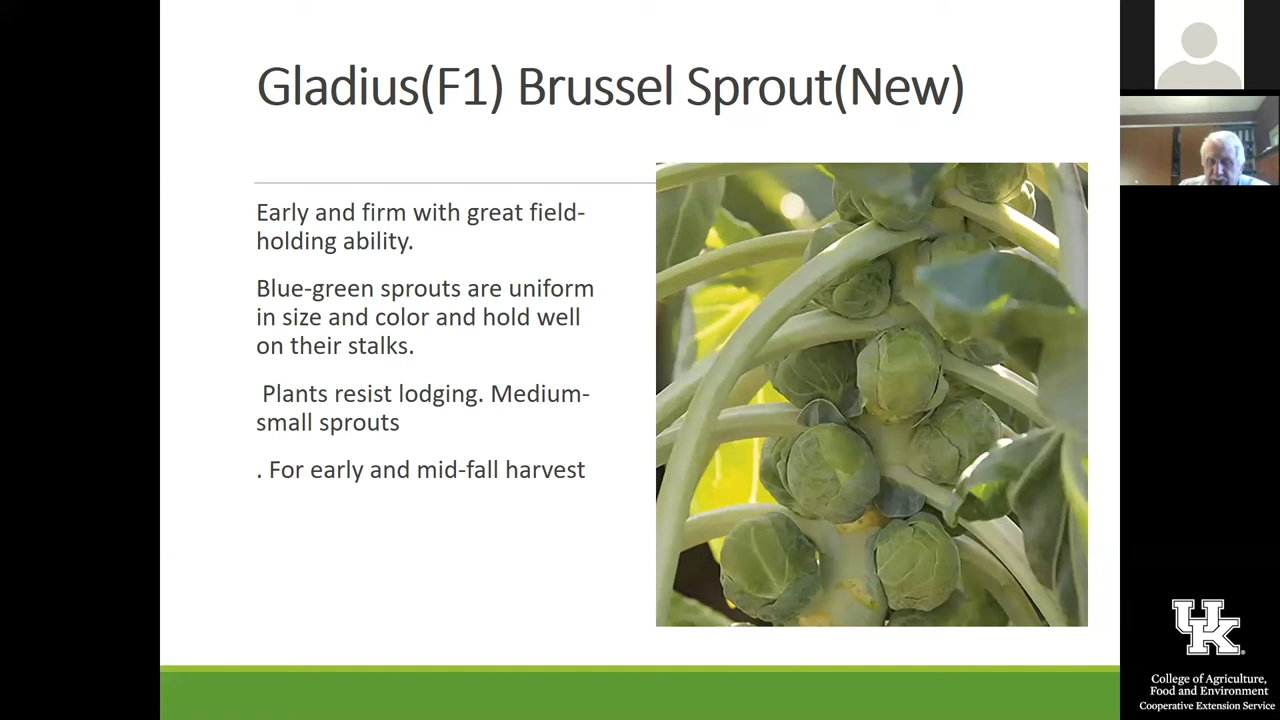 Gladius(F1) Brussel Sprout(New)
Early and firm with great field-
holding ability.
Blue-green sprouts are uniform
in size and color and hold well
on their stalks.
Plants resist lodging. Medium-
small sprouts
. For early and mid-fall harvest
UK
College of Agriculture,
Food and Environment
Cooperative Extension Service